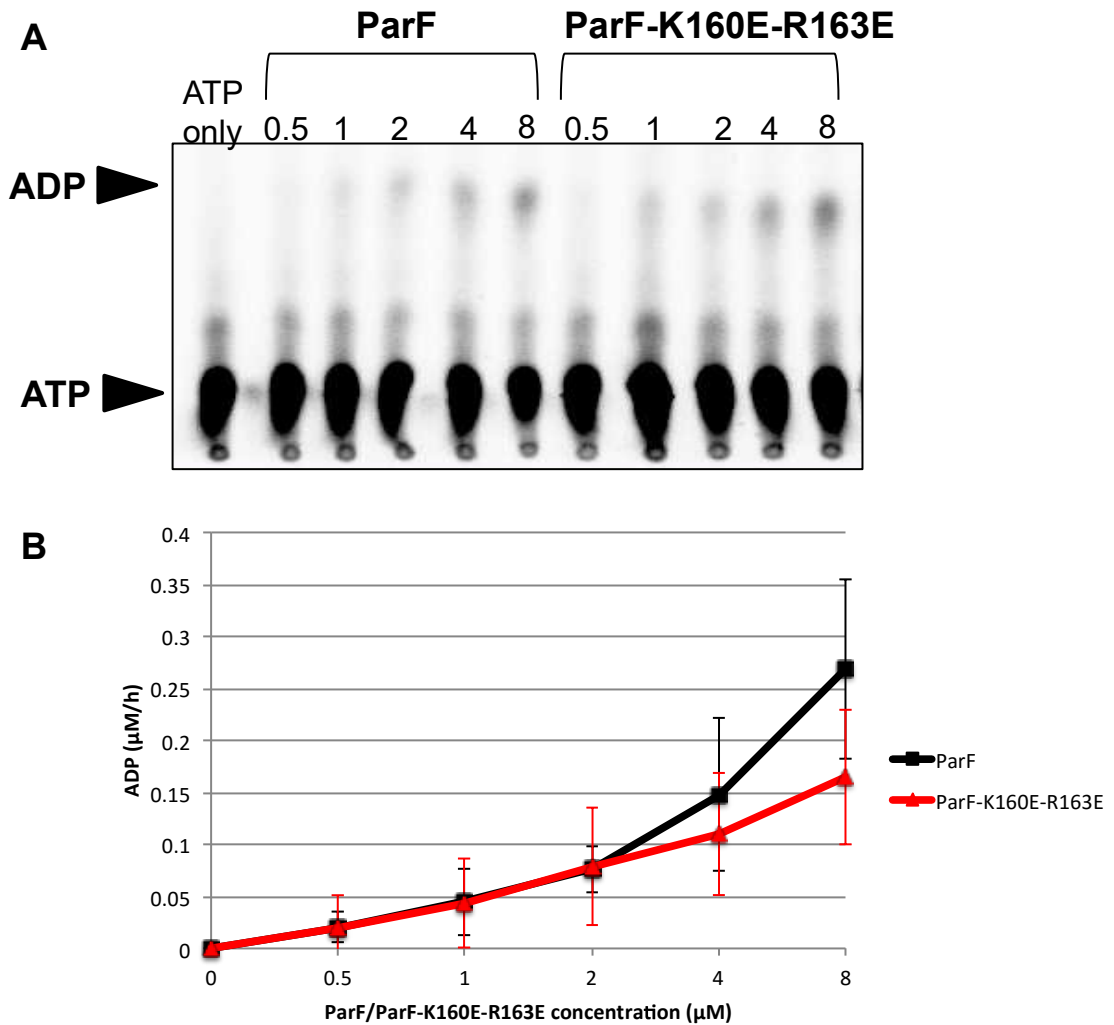 A
ParF
ParF-K160E-R163E
ATP
only
0.5 1 2 4 8 0.5 1 2 4 8
ADP
ATP
B
0.4
0.35
0.3
0.25
0.2
0.15
0.1
0.05
0
ADP (μM/h)
0 0.5 1 2 4 8
ParF/ParF-K160E-R163E concentration (μM)
ParF
ParF-K160E-R163E